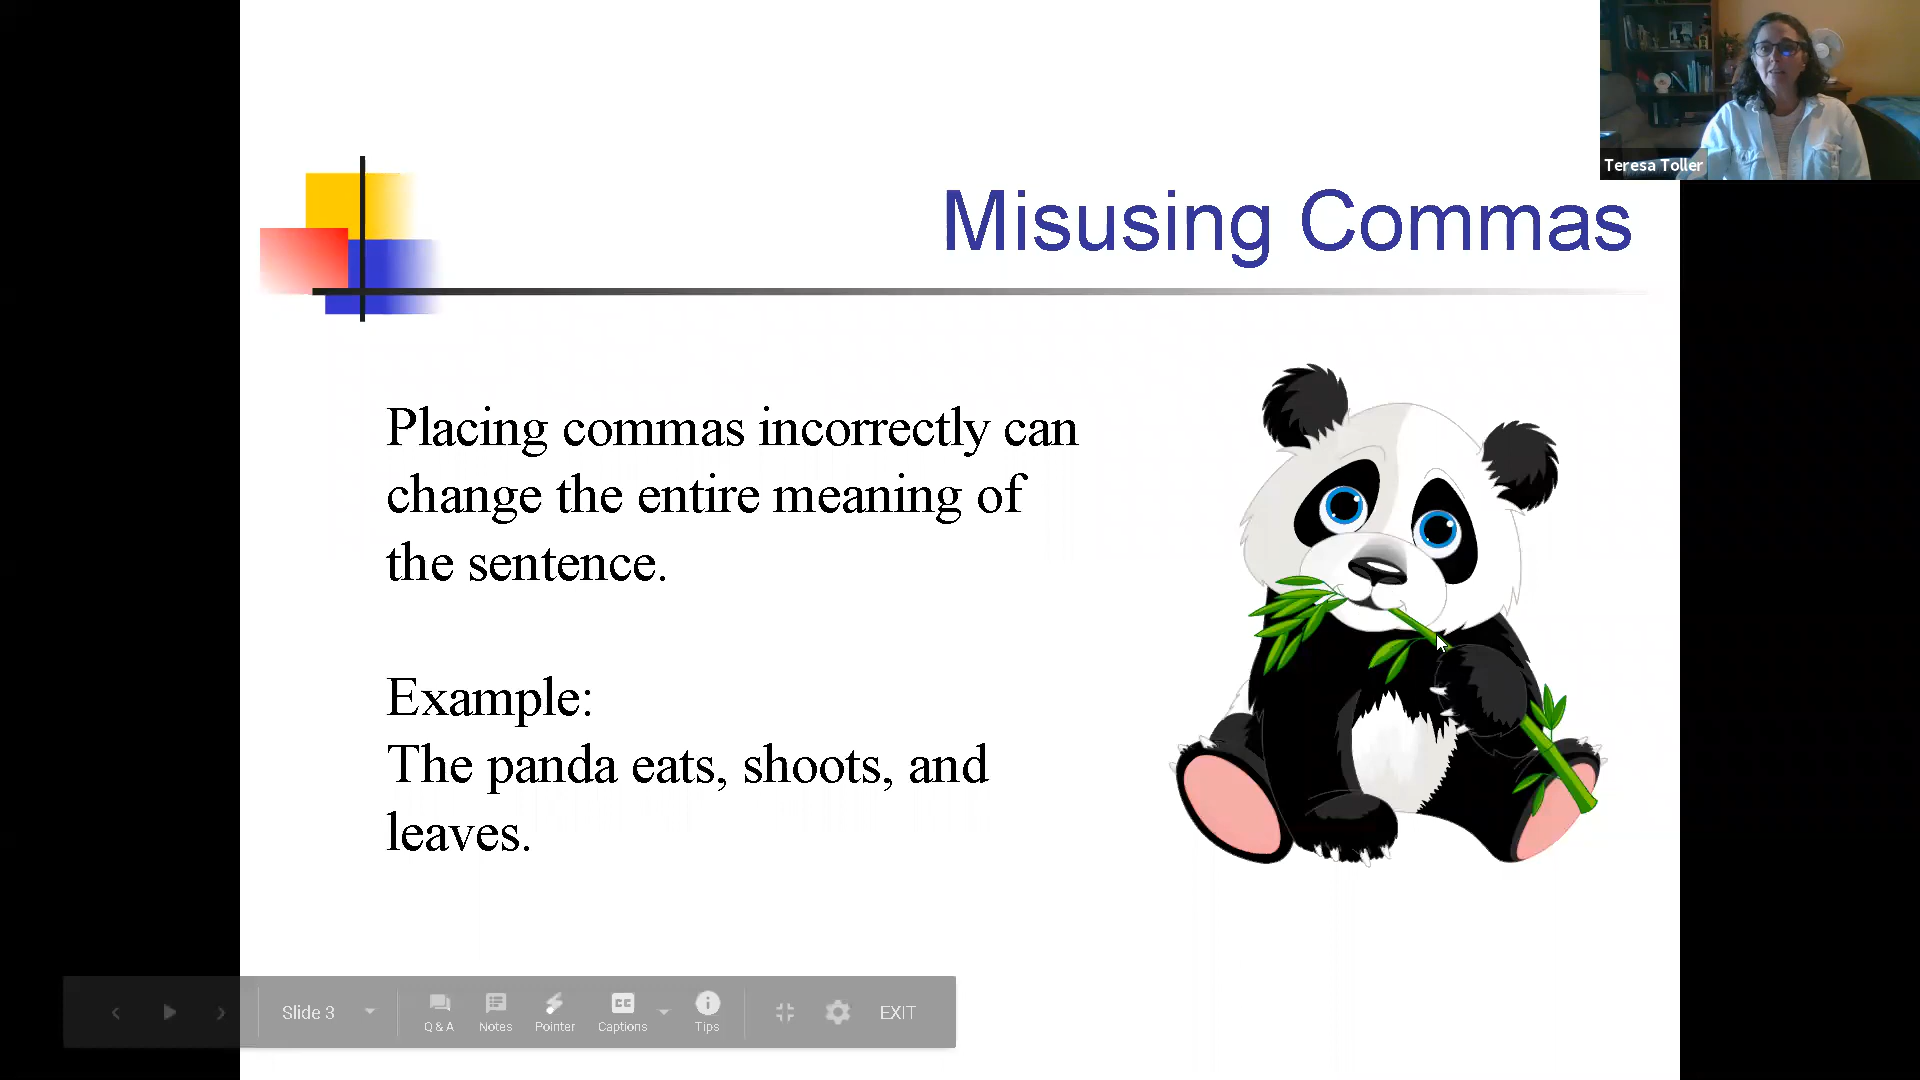 Teresa Toller
Misusing Commas
Placing commas incorrectly can
change the entire meaning of
the sentence.
Example:
The panda eats, shoots, and
leaves.
Slide 3
Q & A
Notes
Pointer
CC
Captions
Tips
EXIT